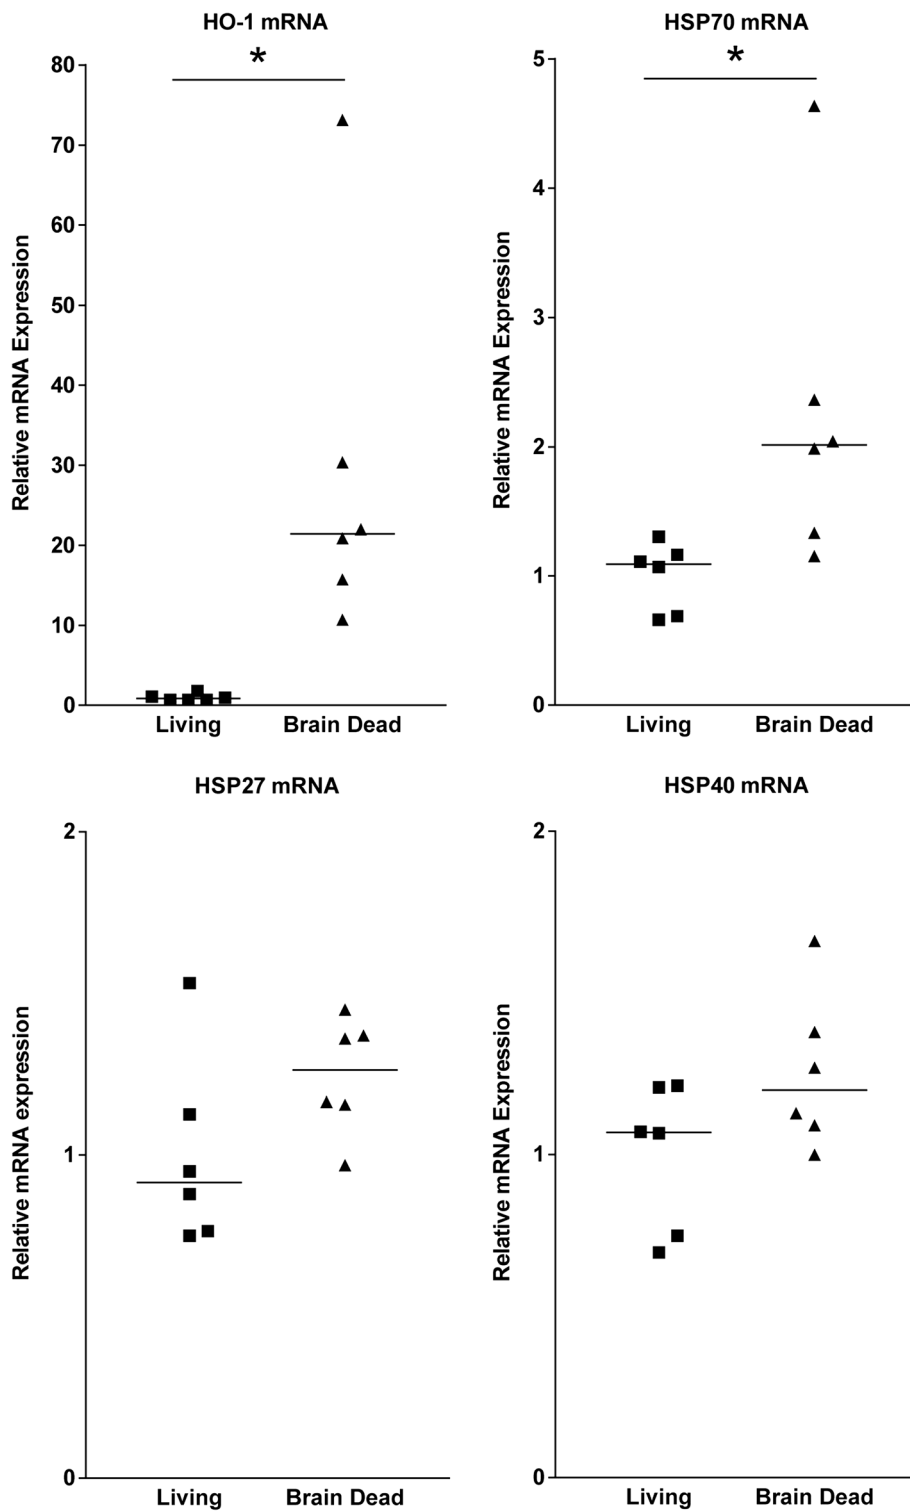 HO-1 mRNA
*
80
70
60
50
40
30
20
10
0
Relative mRNA Expression
Living
Brain Dead
HSP70 mRNA
*
5
4
3
2
1
0
Relative mRNA Expression
Living
Brain Dead
HSP27 mRNA
2
1
0
Relative mRNA expression
Living
Brain Dead
HSP40 mRNA
2
1
0
Relative mRNA Expression
Living
Brain Dead